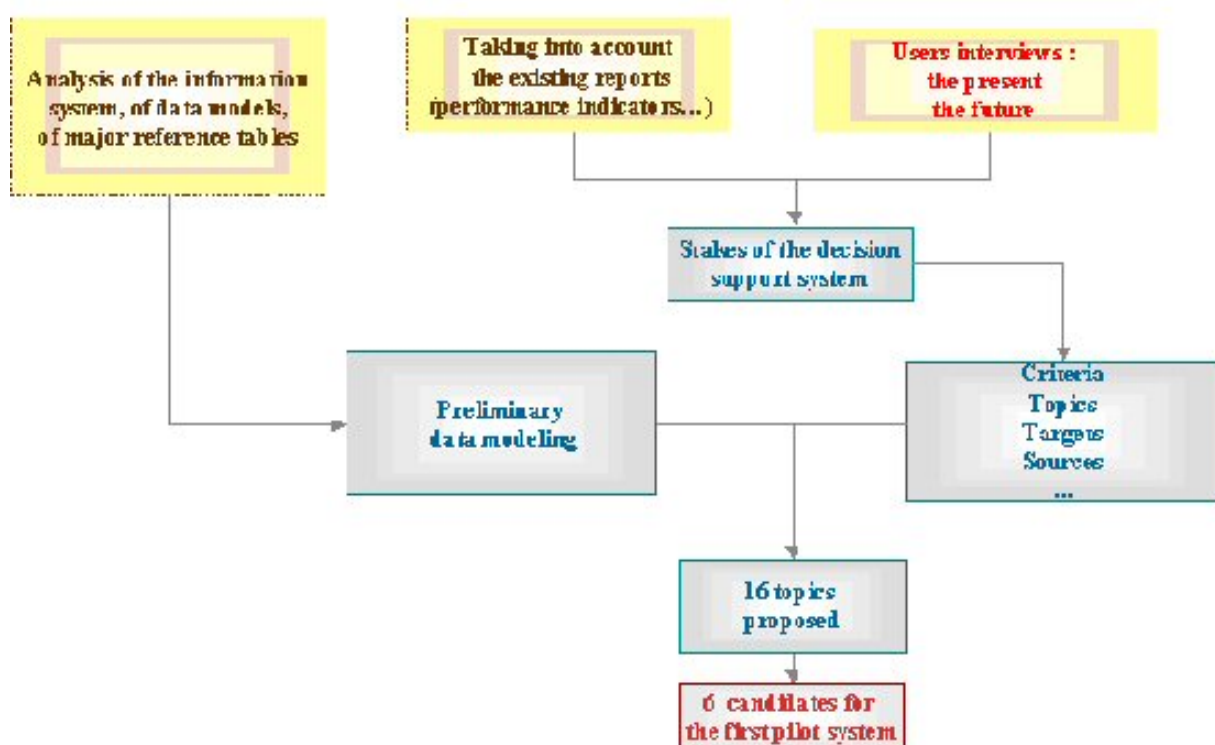 Analysis of the information
system, of data models,
of major reference tables
Taking into account
the existing reports
(performance indicators...)
Users interviews :
the present
the future
Stakes of the decision
support system
Preliminary
data modeling
Criteria
Topics
Targets
Sources
...
16 topics
proposed
6 candidates for
the first pilot system